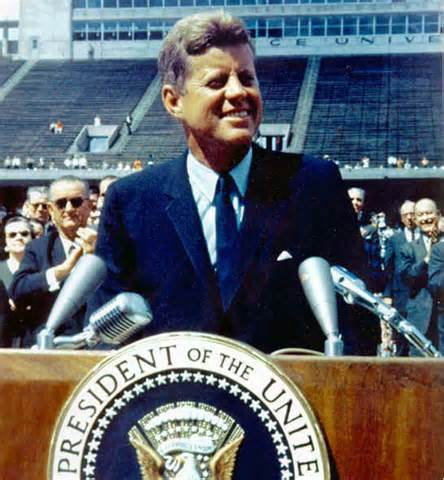 CE UNIVE
PRESIDENT OF THE UNITE